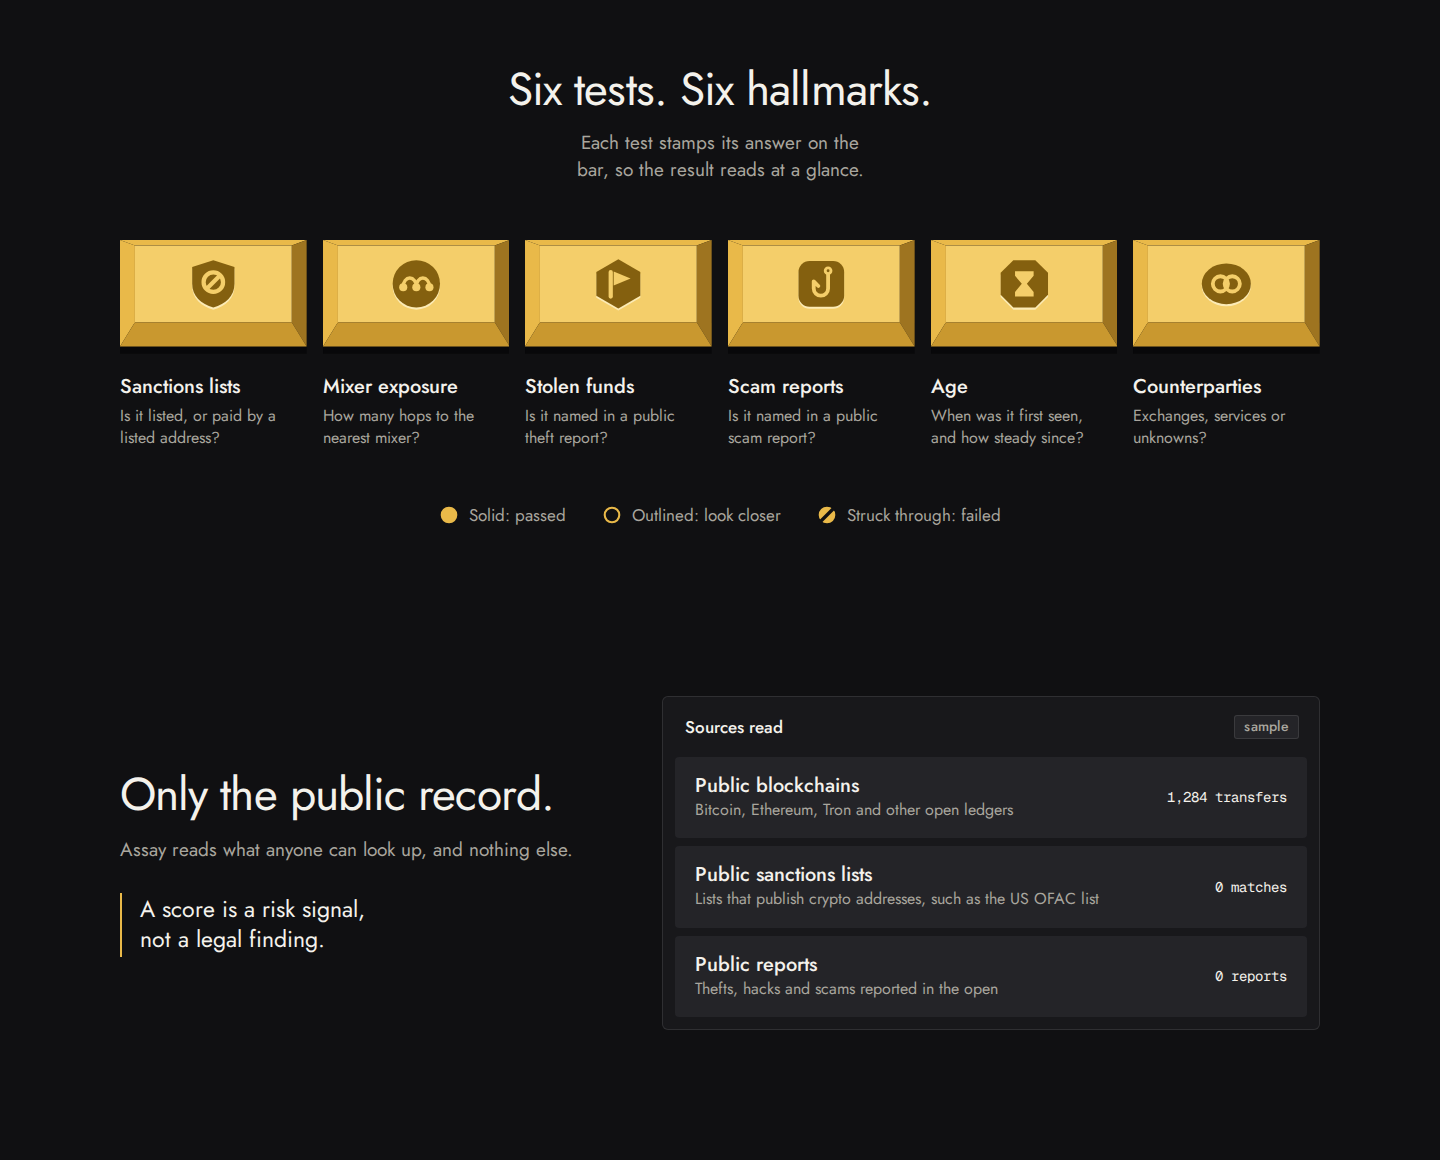 Six tests. Six hallmarks.
Each test stamps its answer on the
bar, so the result reads at a glance.
Sanctions lists
Is it listed, or paid by a
listed address?
Mixer exposure
How many hops to the
nearest mixer?
Stolen funds
Is it named in a public
theft report?
Scam reports
Is it named in a public
scam report?
Age
When was it first seen,
and how steady since?
Counterparties
Exchanges, services or
unknowns?
Solid: passed
Outlined: look closer
Struck through: failed
Only the public record.
Assay reads what anyone can look up, and nothing else.
A score is a risk signal,
not a legal finding.
Sources read
sample
Public blockchains
Bitcoin, Ethereum, Tron and other open ledgers
1,284 transfers
Public sanctions lists
Lists that publish crypto addresses, such as the US OFAC list
0 matches
Public reports
Thefts, hacks and scams reported in the open
0 reports